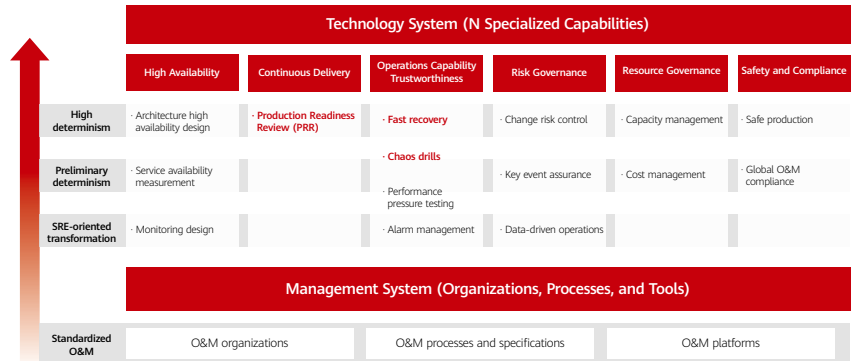 Technology System (N Specialized Capabilities)
High Availability
Continuous Delivery
Operations Capability
Trustworthiness
Risk Governance
Resource Governance
Safety and Compliance
High
determinism
· Architecture high
availability design
· Production Readiness
Review (PRR)
· Fast recovery
· Change risk control
· Capacity management
· Safe production
Preliminary
determinism
· Service availability
measurement
· Chaos drills
· Performance
pressure testing
· Key event assurance
· Cost management
· Global O&M
compliance
SRE-oriented
transformation
· Monitoring design
· Alarm management
· Data-driven operations
Management System (Organizations, Processes, and Tools)
Standardized
O&M
O&M organizations
O&M processes and specifications
O&M platforms